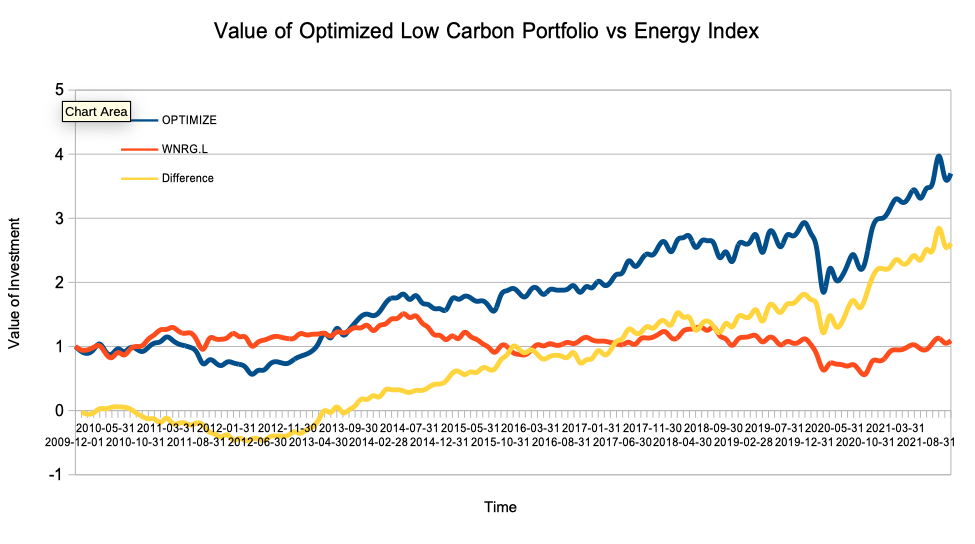 Value of Optimized Low Carbon Portfolio vs Energy Index
5
Chart Area
OPTIMIZE
WNRG.L
Difference
4
3
2
1
0
-1
Value of Investment
2010-05-31 2011-03-31 2012-01-31 2012-11-30 2013-09-30 2014-07-31 2015-05-31 2016-03-31 2017-01-31 2017-11-30 2018-09-30 2019-07-31 2020-05-31 2021-03-31
2009-12-01 2010-10-31 2011-08-31 2012-06-30 2013-04-30 2014-02-28 2014-12-31 2015-10-31 2016-08-31 2017-06-30 2018-04-30 2019-02-28 2019-12-31 2020-10-31 2021-08-31
Time